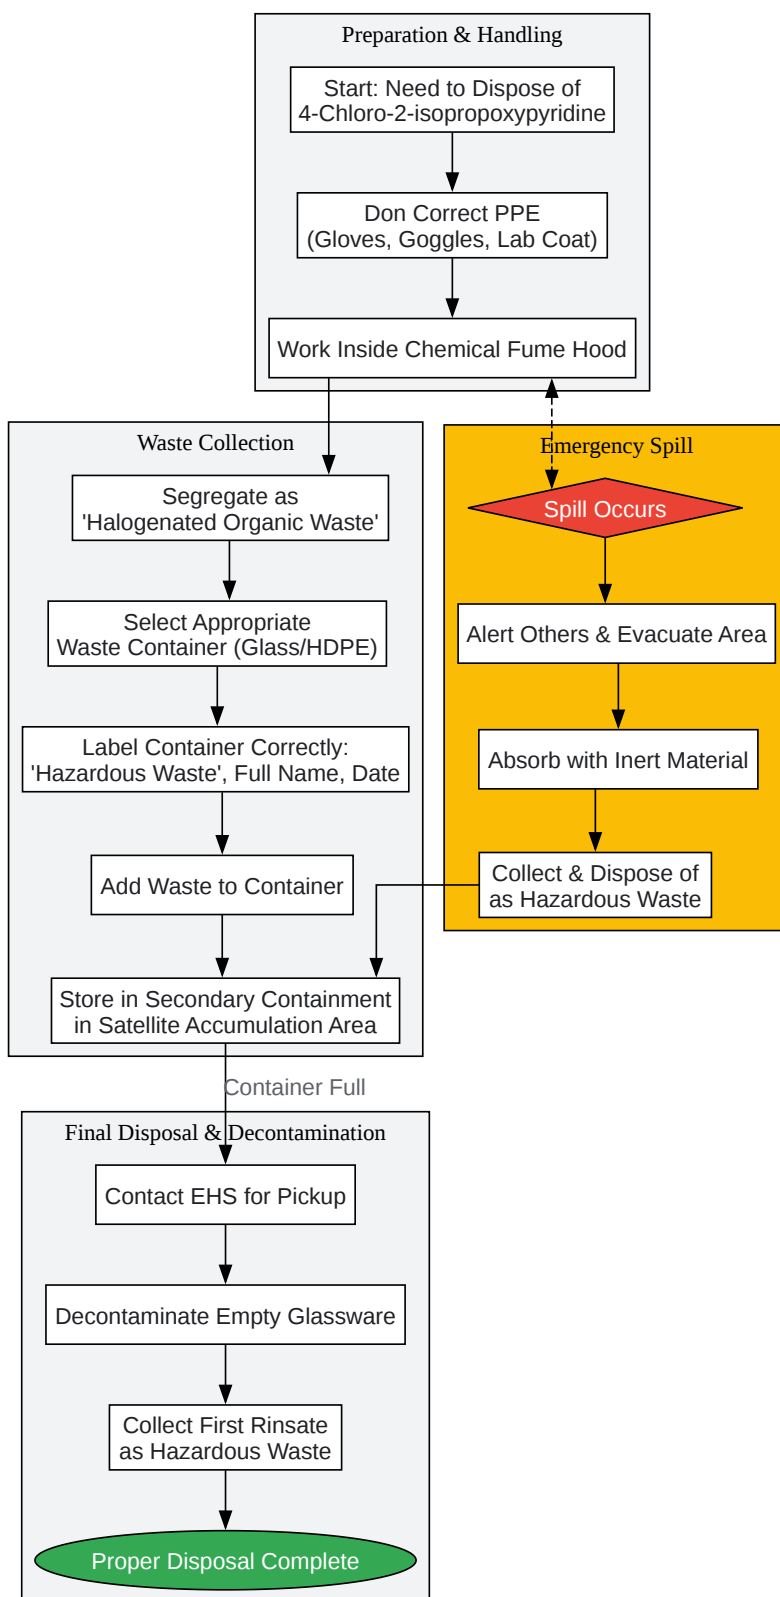 Preparation & Handling
Start: Need to Dispose of
4-Chloro-2-isopropoxypyridine
Don Correct PPE
(Gloves, Goggles, Lab Coat)
Work Inside Chemical Fume Hood
Waste Collection
Segregate as
'Halogenated Organic Waste'
Select Appropriate
Waste Container (Glass/HDPE)
Label Container Correctly:
'Hazardous Waste', Full Name, Date
Add Waste to Container
Store in Secondary Containment
in Satellite Accumulation Area
Emergency Spill
Spill Occurs
Alert Others & Evacuate Area
Absorb with Inert Material
Collect & Dispose of
as Hazardous Waste
Container Full
Final Disposal & Decontamination
Contact EHS for Pickup
Decontaminate Empty Glassware
Collect First Rinsate
as Hazardous Waste
Proper Disposal Complete